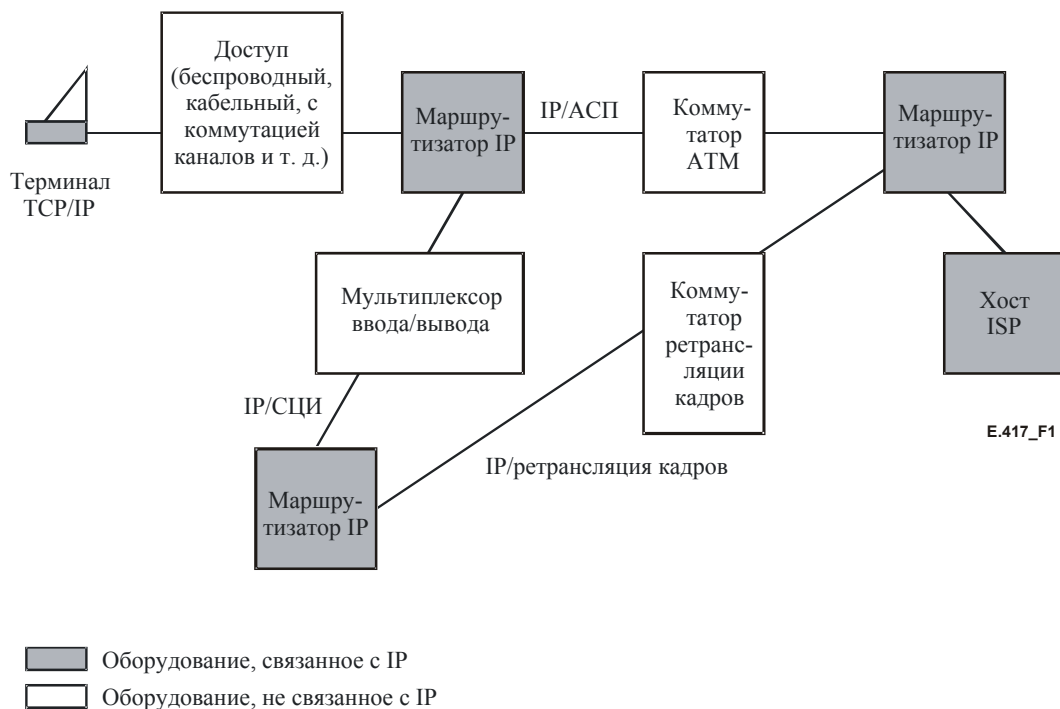 Доступ
(беспроводный,
кабельный, с
коммутацией
каналов и т. д.)
Маршру-
тизатор IP
IP/АСП
Комму-
татор
ATM
Маршру-
тизатор IP
Терминал
TCP/IP
Мультиплексор
ввода/вывода
Комму-
татор
ретранс-
ляции
кадров
Хост
ISP
IP/СЦИ
E.417_F1
IP/ретрансляция кадров
Маршру-
тизатор IP
Оборудование, связанное с IP
Оборудование, не связанное с IP